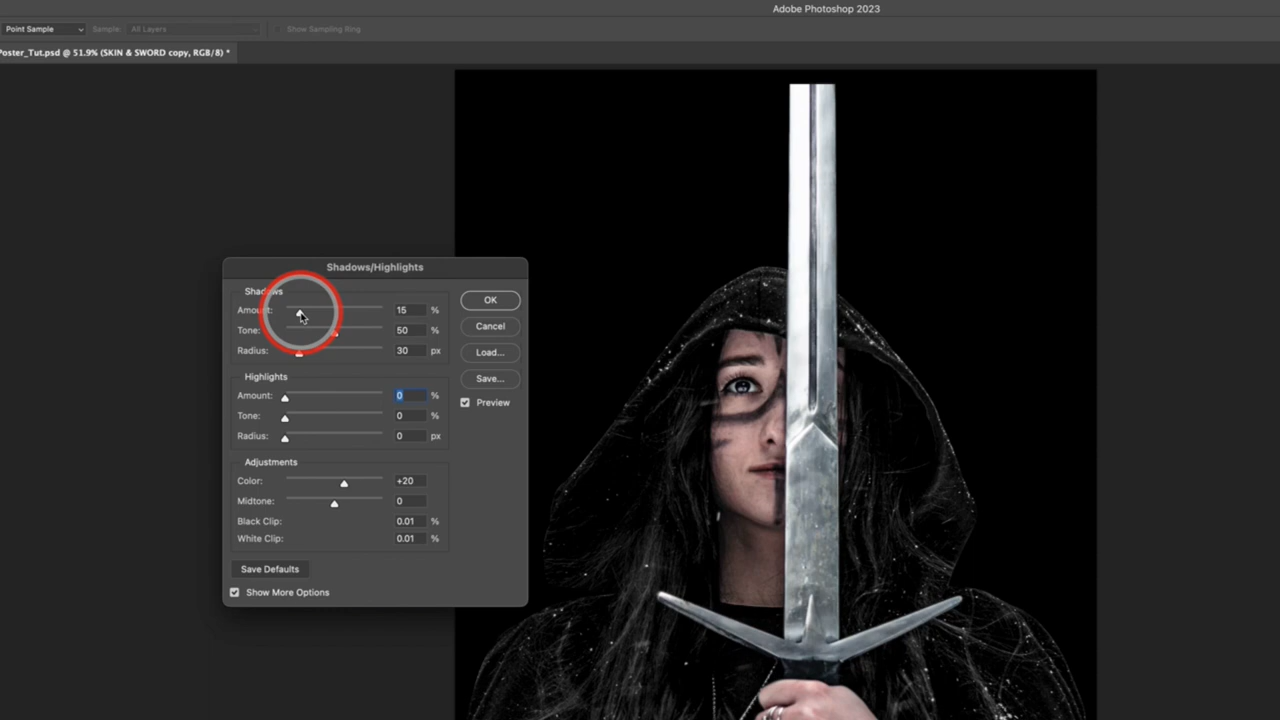 Adobe Photoshop 2023
Point Sample Sample: All Layers Show Sampling Ring
Poster_Tut.psd @ 51.9% (SKIN & SWORD copy, RGB/8) *
Shadows/Highlights
Shadows
Amount: 15 %
Tone: 50 %
Radius: 30 px
Highlights
Amount: 0 %
Tone: 0 %
Radius: 0 px
Adjustments
Color: +20
Midtone: 0
Black Clip: 0.01 %
White Clip: 0.01 %
Save Defaults
Show More Options
OK
Cancel
Load...
Save...
Preview